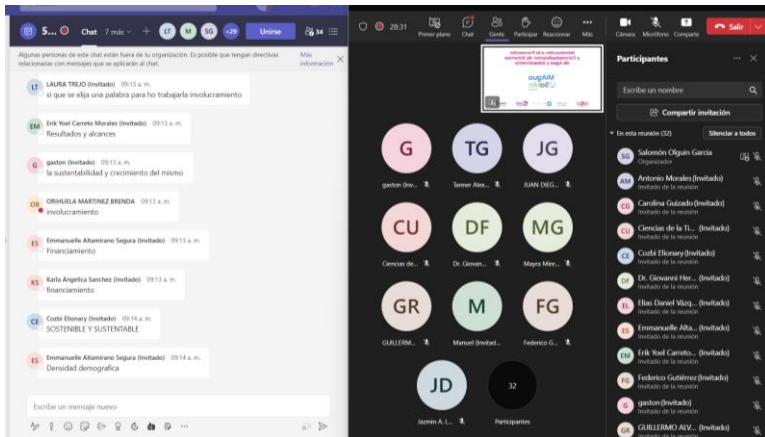 5...
Chat
7 más
+
LT
M
SG
+29
Unirse
34
Algunas personas de este chat están fuera de tu organización. Es posible que tengan directivas
relacionadas con mensajes que se aplicarán al chat.
Más
información
LT
LAURA TREJO (Invitado) 09:13 a. m.
si que se elija una palabra para ho trabajarla involucramiento
EM
Erik Yoel Carreto Morales (Invitado) 09:13 a. m.
Resultados y alcances
G
gaston (Invitado) 09:13 a. m.
la sustentabilidad y crecimiento del mismo
OB
ORIHUELA MARTINEZ BRENDA 09:13 a. m.
involucramiento
ES
Emmanuelle Altamirano Segura (Invitado) 09:13 a. m.
Financiamiento
KS
Karla Angelica Sanchez (Invitado) 09:13 a. m.
financiamiento
CE
Cozbi Elionary (Invitado) 09:14 a. m.
SOSTENIBLE Y SUSTENTABLE
ES
Emmanuelle Altamirano Segura (Invitado) 09:14 a. m.
Densidad demografica
Escribe un mensaje nuevo
28:31
Primer plano
Chat
Gente
Participar
Reaccionar
Más
Cámara
Micrófono
Compartir
Salir
MiAgua
G
TG
JG
gaston (Inv...
Tanner Alex...
JUAN DIEG...
CU
DF
MG
Ciencias de...
Dr. Giovan...
Mayra Mire...
GR
M
FG
GUILLERM...
Manuel (Invitad...
Federico G...
JD
32
Jazmin A. L...
Participantes
Participantes
Escribe un nombre
Compartir invitación
En esta reunión (32)
Silenciar a todos
SG
Salomón Olguin García
Organizador
AM
Antonio Morales (Invitado)
Invitado de la reunión
CG
Carolina Guizado (Invitado)
Invitado de la reunión
CU
Ciencias de la Ti... (Invitado)
Invitado de la reunión
CE
Cozbi Elionary (Invitado)
Invitado de la reunión
DF
Dr. Giovanni Her... (Invitado)
Invitado de la reunión
EL
Elias Daniel Vázq... (Invitado)
Invitado de la reunión
ES
Emmanuelle Alta... (Invitado)
Invitado de la reunión
EM
Erik Yoel Carreto... (Invitado)
Invitado de la reunión
FG
Federico Gutiérrez (Invitado)
Invitado de la reunión
G
gaston (Invitado)
Invitado de la reunión
GR
GUILLERMO ALV... (Invitado)